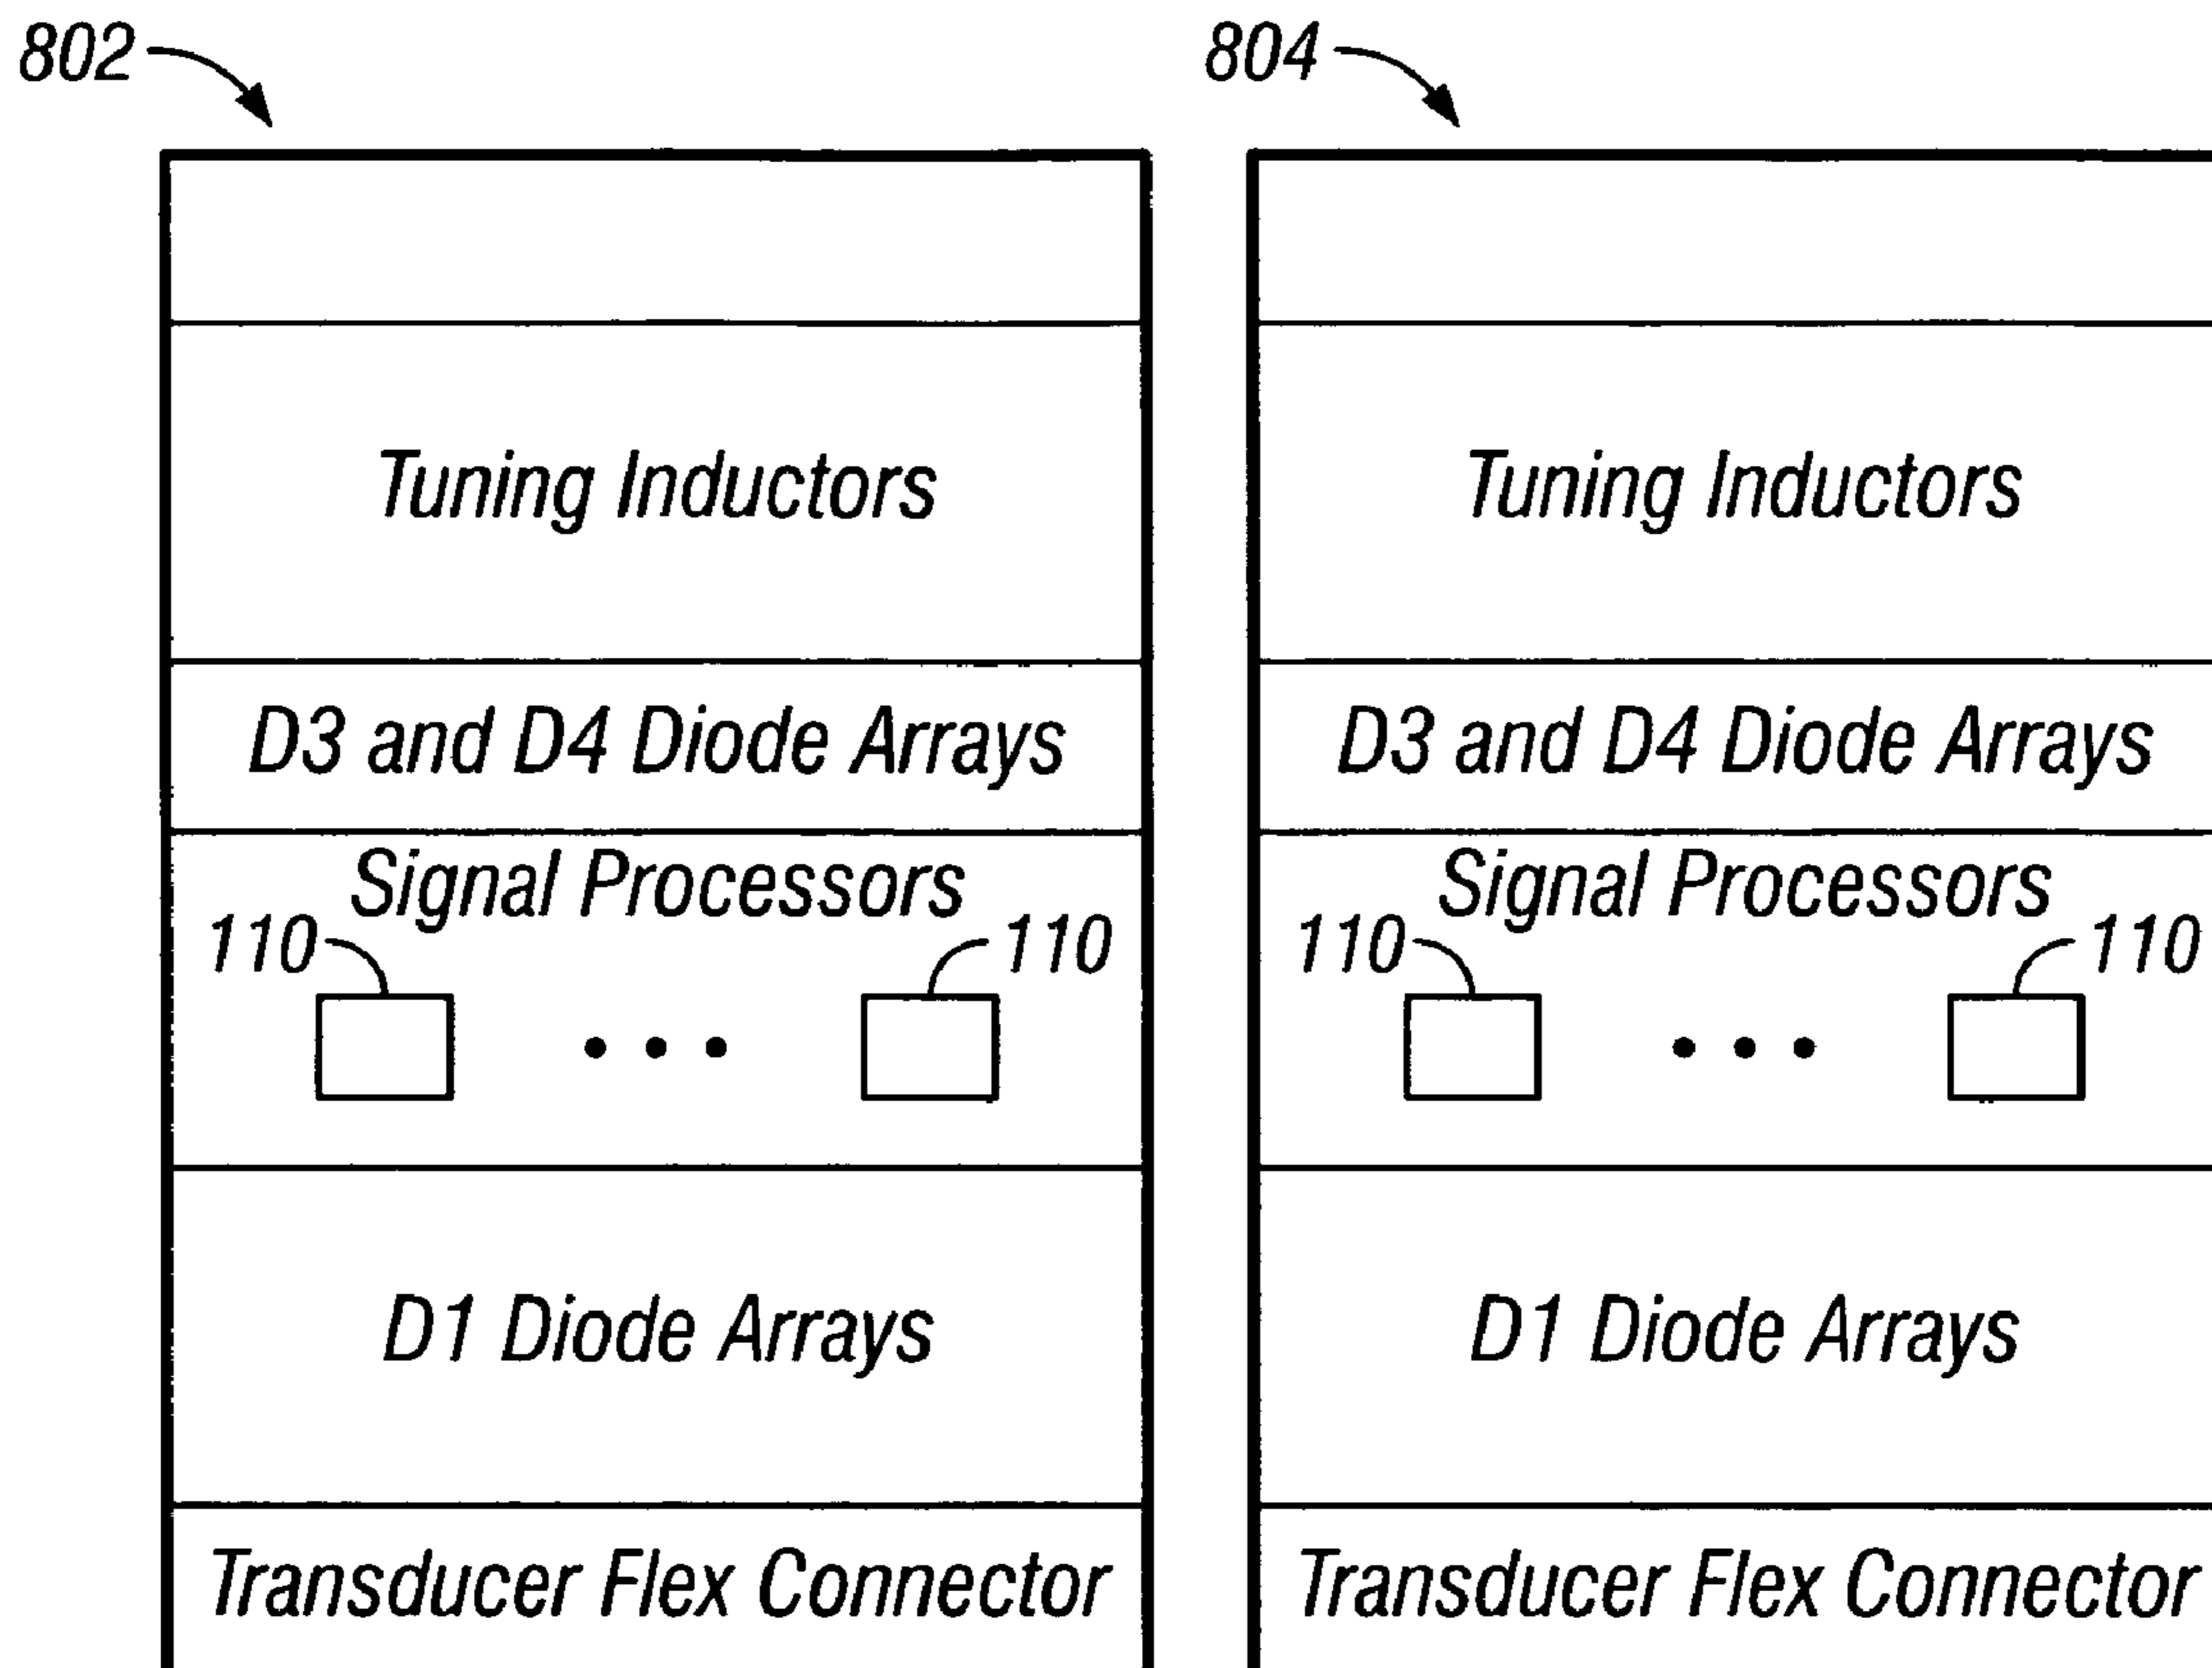 802
804
Tuning Inductors
Tuning Inductors
D3 and D4 Diode Arrays
D3 and D4 Diode Arrays
Signal Processors
Signal Processors
110
110
110
110
D1 Diode Arrays
D1 Diode Arrays
Transducer Flex Connector
Transducer Flex Connector